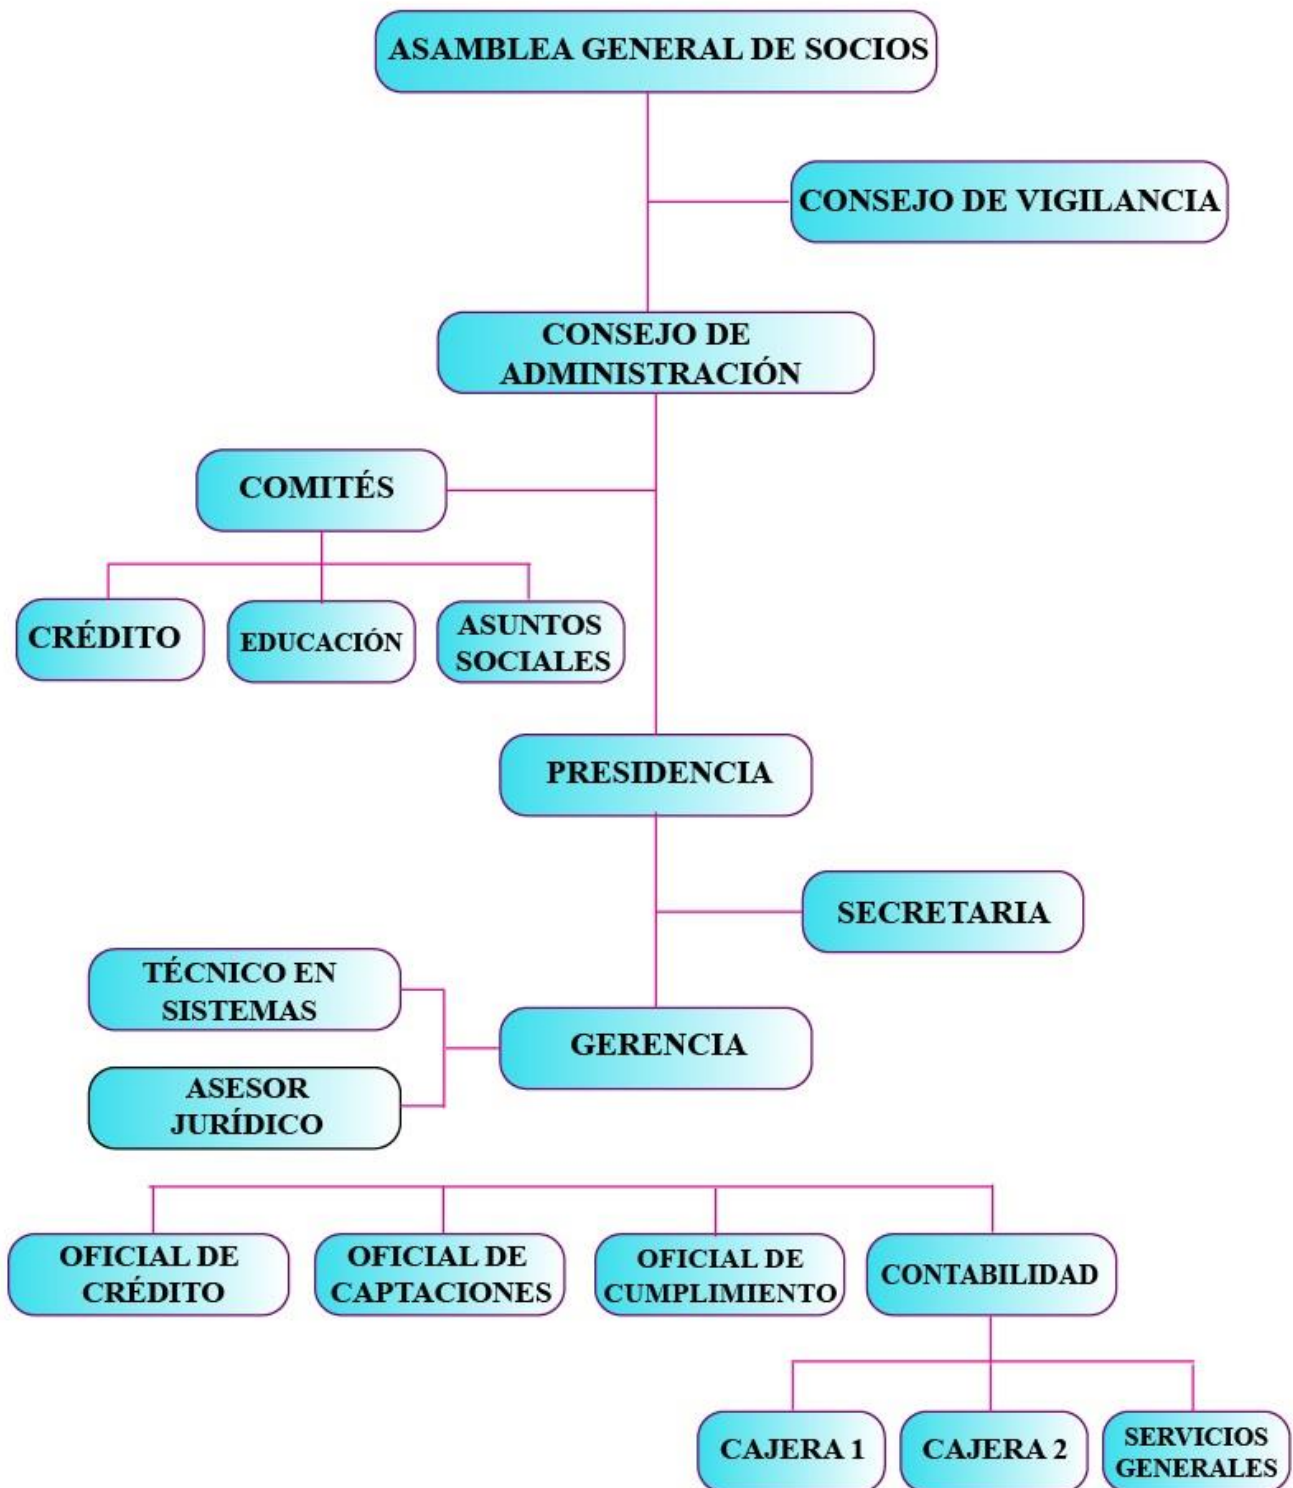 ASAMBLEA GENERAL DE SOCIOS
CONSEJO DE VIGILANCIA
CONSEJO DE
ADMINISTRACIÓN
COMITÉS
CRÉDITO
EDUCACIÓN
ASUNTOS
SOCIALES
PRESIDENCIA
SECRETARIA
TÉCNICO EN
SISTEMAS
GERENCIA
ASESOR
JURÍDICO
OFICIAL DE
CRÉDITO
OFICIAL DE
CAPTACIONES
OFICIAL DE
CUMPLIMIENTO
CONTABILIDAD
CAJERA 1
CAJERA 2
SERVICIOS
GENERALES